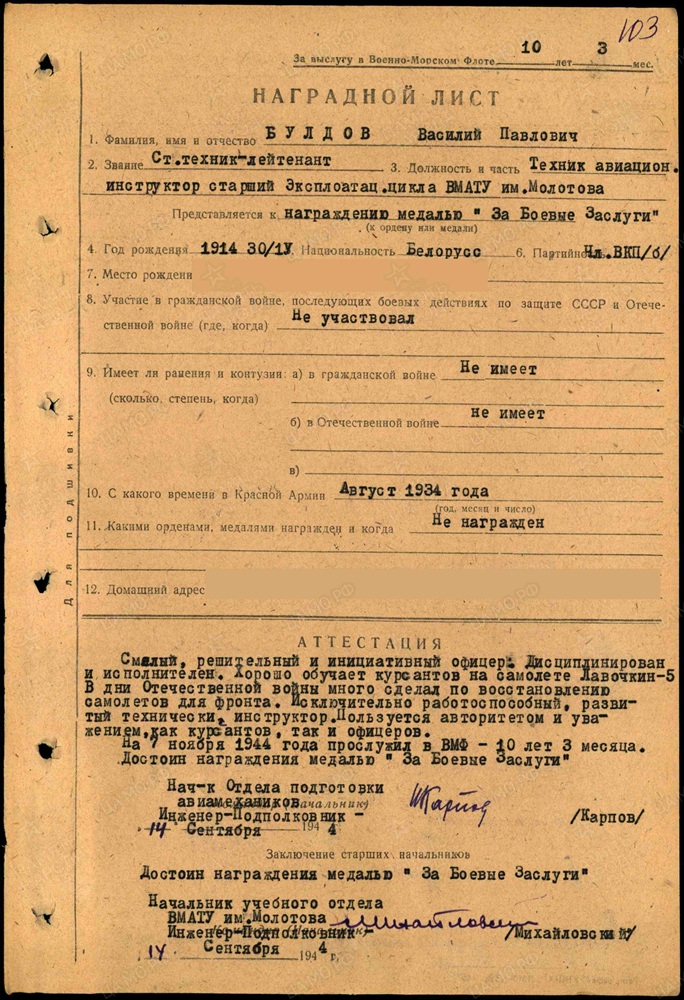 103
За выслугу в Военно-Морском Флоте 10 лет 3 мес.
НАГРАДНОЙ ЛИСТ
1. Фамилия, имя и отчество БУЛДОВ Василий Павлович
2. Звание Ст.техник-лейтенант 3. Должность и часть Техник авиацион.
инструктор старший Эксплоатац.цикла ВМАТУ им.Молотова
Представляется к награждению медалью " За Боевые Заслуги"
(к ордену или медали)
4. Год рождения 1914 30/1У 5. Национальность Белорусс 6. Партийность Чл.ВКП/б/
7. Место рождени
8. Участие в гражданской войне, последующих боевых действиях по защите СССР и Отече-
ственной войне (где, когда) Не участвовал
9. Имеет ли ранения и контузии: а) в гражданской войне Не имеет
(сколько, степень, когда)
б) в Отечественной войне Не имеет
в)
10. С какого времени в Красной Армии Август 1934 года
(год, месяц и число)
11. Какими орденами, медалями награжден и когда Не награжден
12. Домашний адрес
Для подшивки
АТТЕСТАЦИЯ
Смелый, решительный и инициативный офицер. Дисциплинирован
и исполнителен. Хорошо обучает курсантов на самолете Лавочкин-5
В дни Отечественной войны много сделал по восстановлению
самолетов для фронта. Исключительно работоспособный, разви-
тый технически, инструктор.Пользуется авторитетом и ува-
жением,как курсантов, так и офицеров.
На 7 ноября 1944 года прослужил в ВМФ - 10 лет 3 месяца.
Достоин награждения медалью " За Боевые Заслуги"
Нач-к Отдела подготовки
авиамехаников
Инженер-Подполковник - Карпов /Карпов/
14 Сентября 1944
Заключение старших начальников
Достоин награждения медалью " За Боевые Заслуги"
Начальник учебного отдела
ВМАТУ им.Молотова
Инженер-Подполковник - Михайловский Михайловский/
14 Сентября 1944 г,